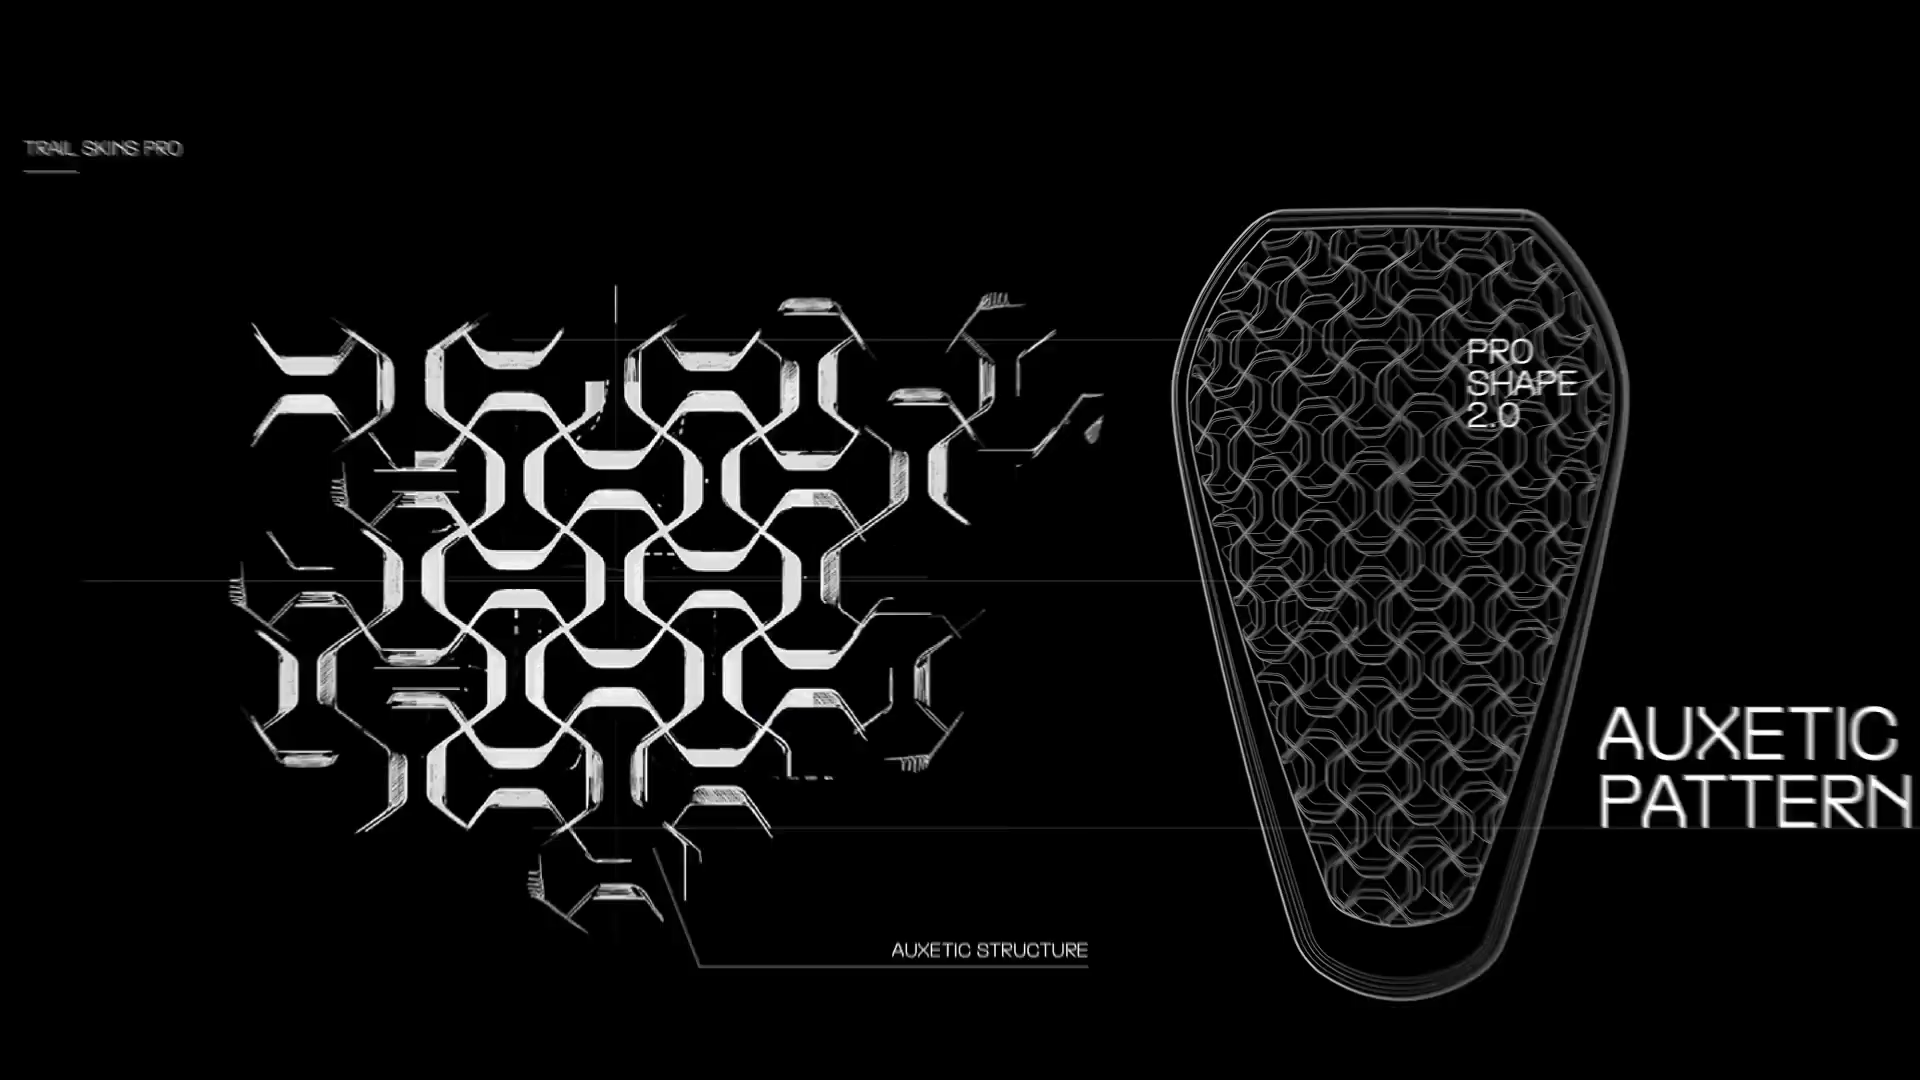 TRAIL SKINS PRO
PRO
SHAPE
2.0
AUXETIC
PATTERN
AUXETIC STRUCTURE